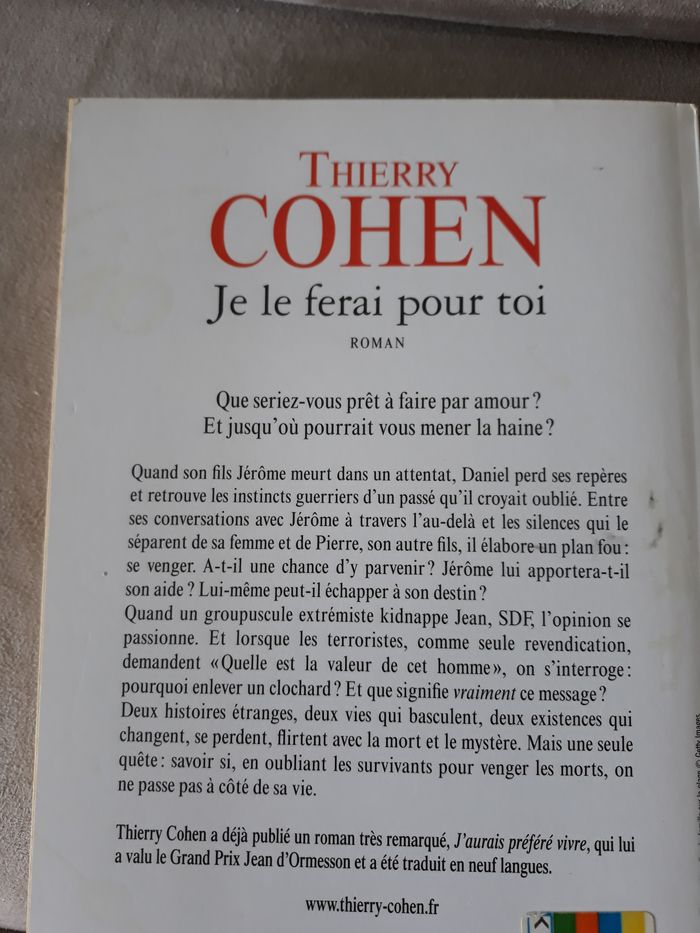 THIERRY
COHEN
Je le ferai pour toi
ROMAN
Que seriez-vous prêt à faire par amour ?
Et jusqu'où pourrait vous mener la haine ?
Quand son fils Jérôme meurt dans un attentat, Daniel perd ses repères
et retrouve les instincts guerriers d'un passé qu'il croyait oublié. Entre
ses conversations avec Jérôme à travers l'au-delà et les silences qui le
séparent de sa femme et de Pierre, son autre fils, il élabore un plan fou :
se venger. A-t-il une chance d'y parvenir ? Jérôme lui apportera-t-il
son aide ? Lui-même peut-il échapper à son destin ?
Quand un groupuscule extrémiste kidnappe Jean, SDF, l'opinion se
passionne. Et lorsque les terroristes, comme seule revendication,
demandent « Quelle est la valeur de cet homme », on s'interroge :
pourquoi enlever un clochard ? Et que signifie vraiment ce message ?
Deux histoires étranges, deux vies qui basculent, deux existences qui
changent, se perdent, flirtent avec la mort et le mystère. Mais une seule
quête : savoir si, en oubliant les survivants pour venger les morts, on
ne passe pas à côté de sa vie.
Thierry Cohen a déjà publié un roman très remarqué, J'aurais préféré vivre, qui lui
a valu le Grand Prix Jean d'Ormesson et a été traduit en neuf langues.
www.thierry-cohen.fr
© Getty Images